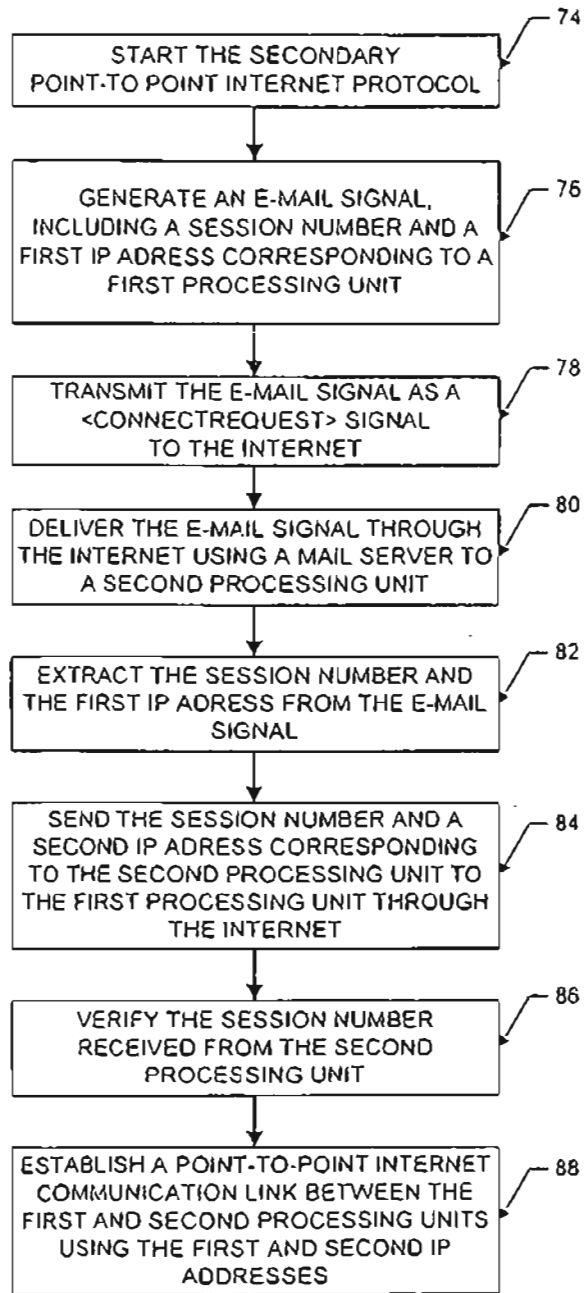 74
START THE SECONDARY
POINT-TO POINT INTERNET PROTOCOL
76
GENERATE AN E-MAIL SIGNAL,
INCLUDING A SESSION NUMBER AND A
FIRST IP ADRESS CORRESPONDING TO A
FIRST PROCESSING UNIT
78
TRANSMIT THE E-MAIL SIGNAL AS A
<CONNECTREQUEST> SIGNAL
TO THE INTERNET
80
DELIVER THE E-MAIL SIGNAL THROUGH
THE INTERNET USING A MAIL SERVER TO
A SECOND PROCESSING UNIT
82
EXTRACT THE SESSION NUMBER AND
THE FIRST IP ADRESS FROM THE E-MAIL
SIGNAL
84
SEND THE SESSION NUMBER AND A
SECOND IP ADRESS CORRESPONDING
TO THE SECOND PROCESSING UNIT TO
THE FIRST PROCESSING UNIT THROUGH
THE INTERNET
86
VERIFY THE SESSION NUMBER
RECEIVED FROM THE SECOND
PROCESSING UNIT
88
ESTABLISH A POINT-TO-POINT INTERNET
COMMUNICATION LINK BETWEEN THE
FIRST AND SECOND PROCESSING UNITS
USING THE FIRST AND SECOND IP
ADDRESSES